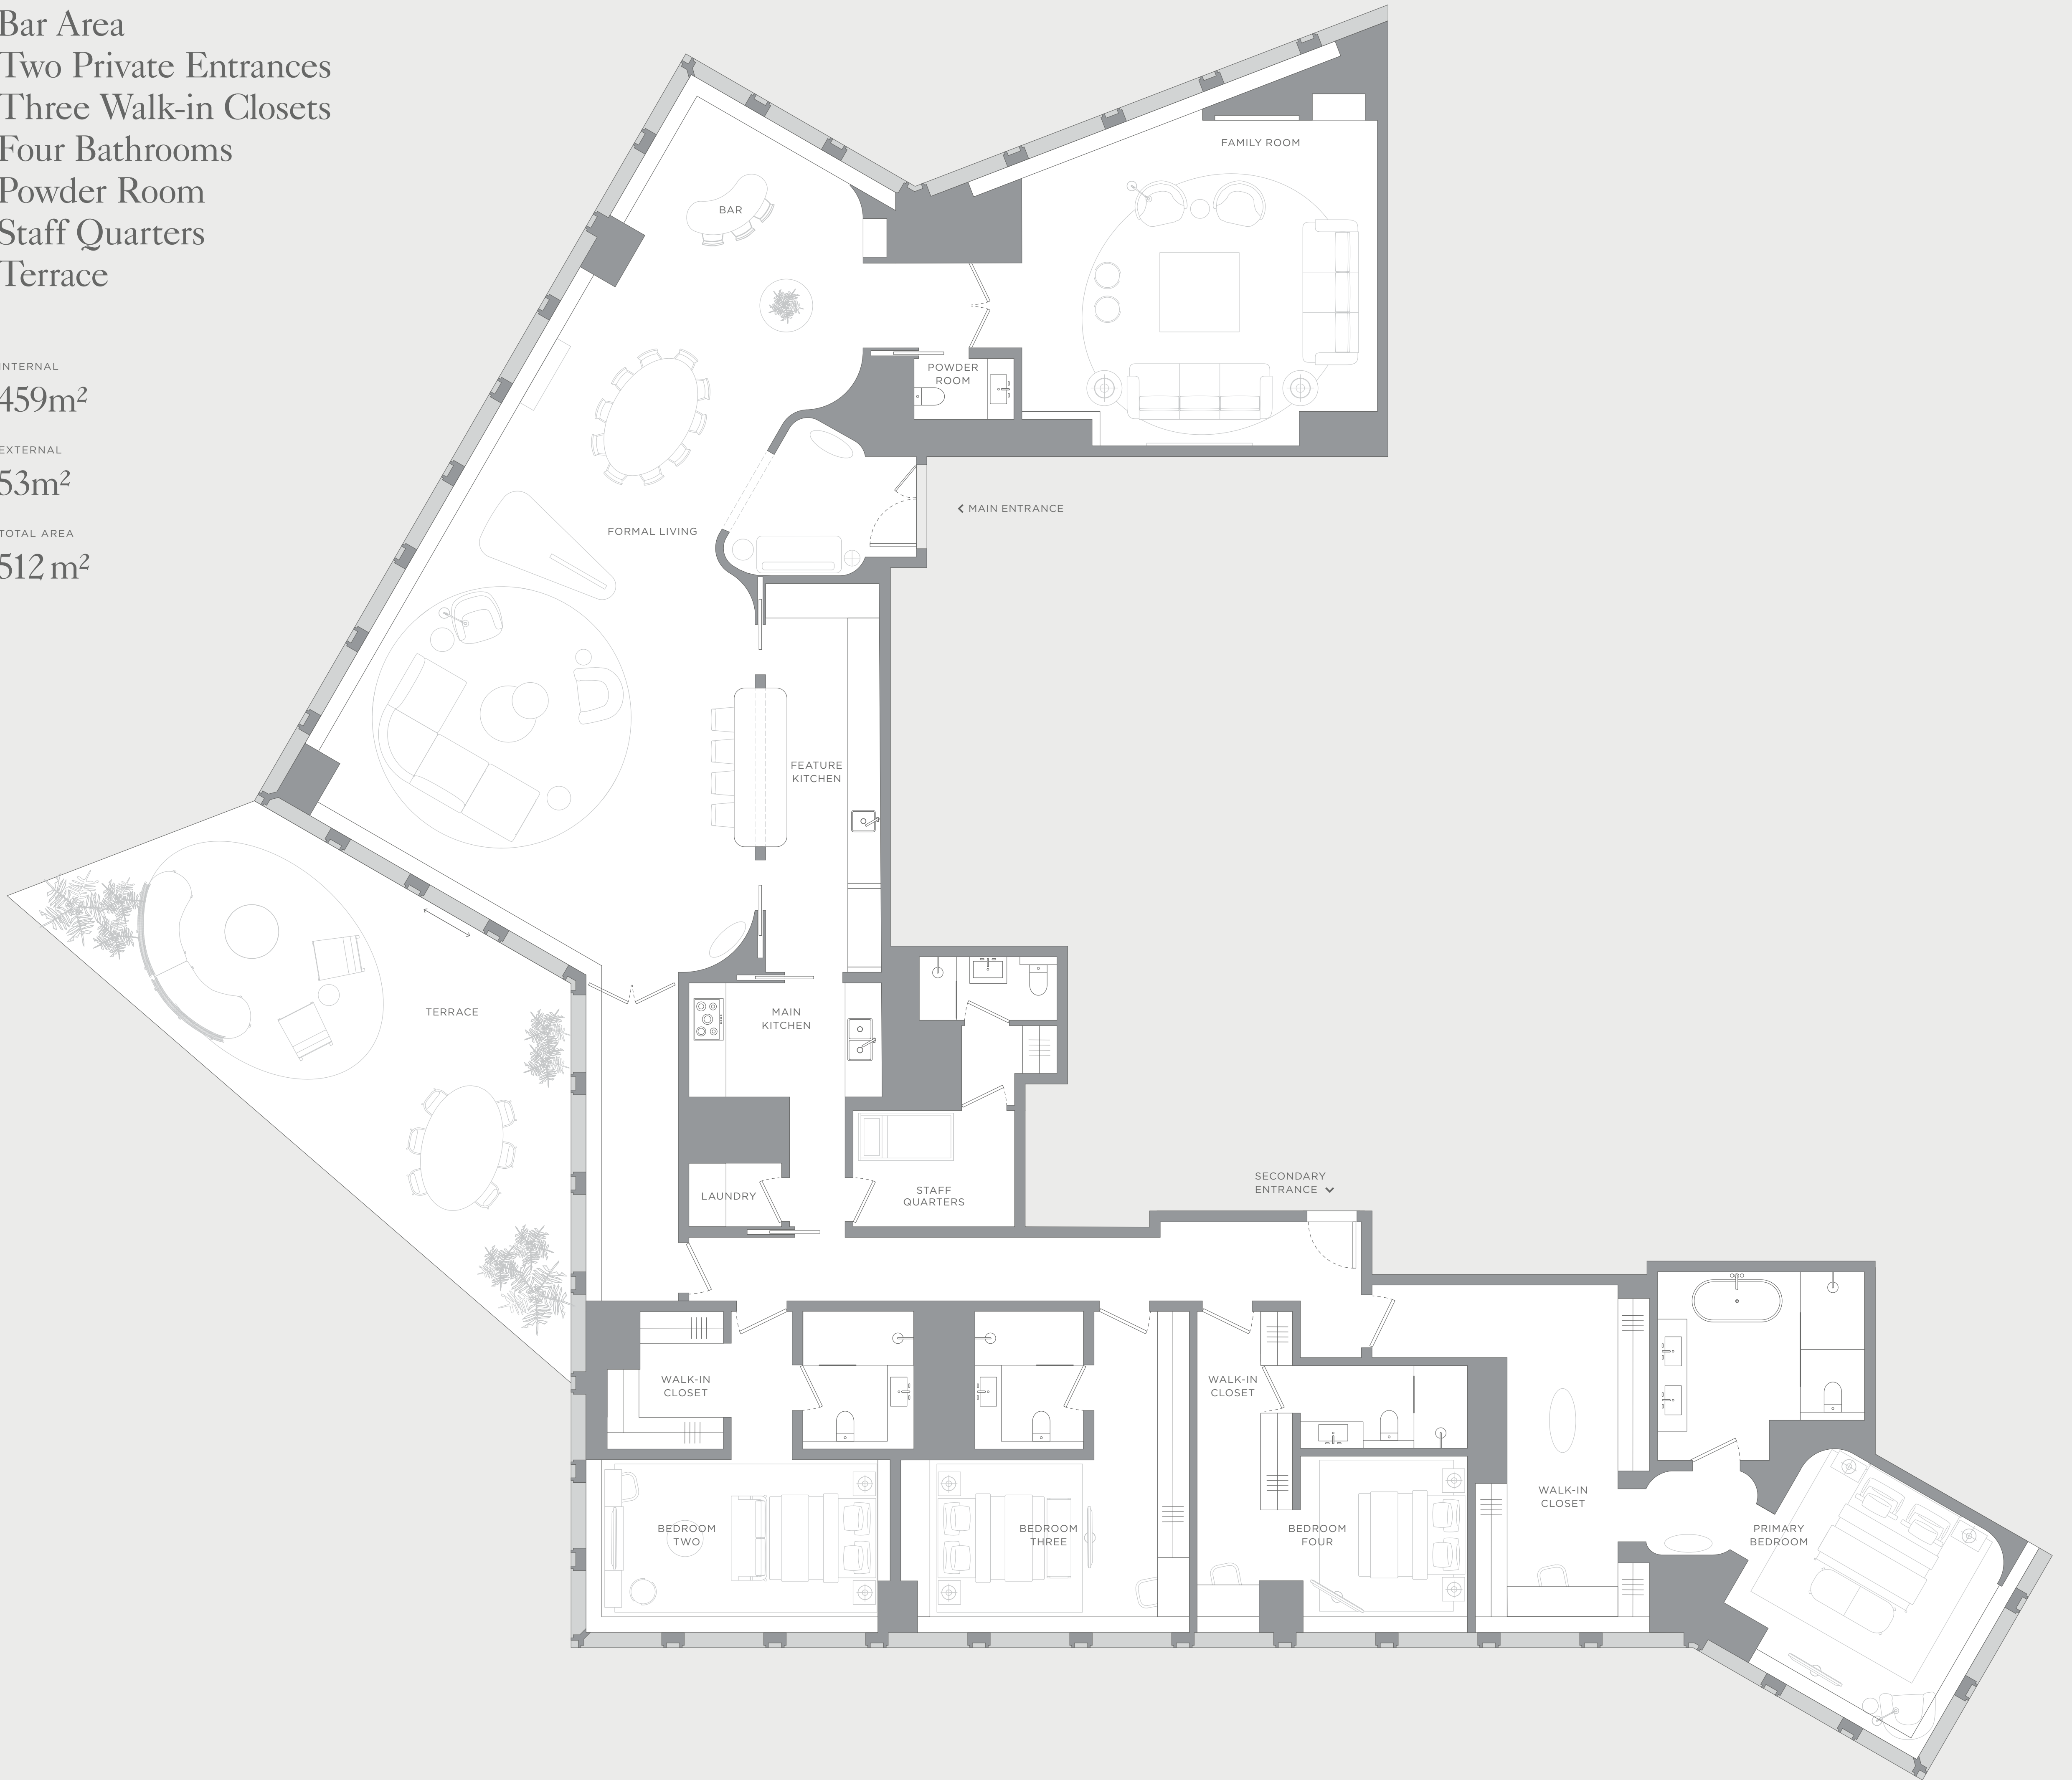 Bar Area
Two Private Entrances
Three Walk-in Closets
Four Bathrooms
Powder Room
Staff Quarters
Terrace
INTERNAL
459m²
EXTERNAL
53m²
TOTAL AREA
512 m²
FAMILY ROOM
BAR
POWDER
ROOM
MAIN ENTRANCE
FORMAL LIVING
FEATURE
KITCHEN
TERRACE
MAIN
KITCHEN
LAUNDRY
STAFF
QUARTERS
SECONDARY
ENTRANCE
WALK-IN
CLOSET
WALK-IN
CLOSET
WALK-IN
CLOSET
BEDROOM
TWO
BEDROOM
THREE
BEDROOM
FOUR
PRIMARY
BEDROOM